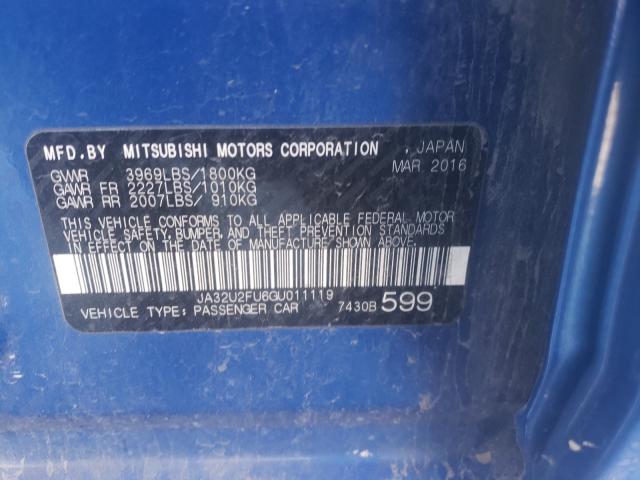 MFD.BY MITSUBISHI MOTORS CORPORATION , JAPAN
MAR 2016
GVWR 3969LBS/1800KG
GAWR FR 2227LBS/1010KG
GAWR RR 2007LBS/ 910KG
THIS VEHICLE CONFORMS TO ALL APPLICABLE FEDERAL MOTOR
VEHICLE SAFETY, BUMPER, AND THEFT PREVENTION STANDARDS
IN EFFECT ON THE DATE OF MANUFACTURE SHOWN ABOVE.
JA32U2FU6GU011119
VEHICLE TYPE: PASSENGER CAR 7430B 599